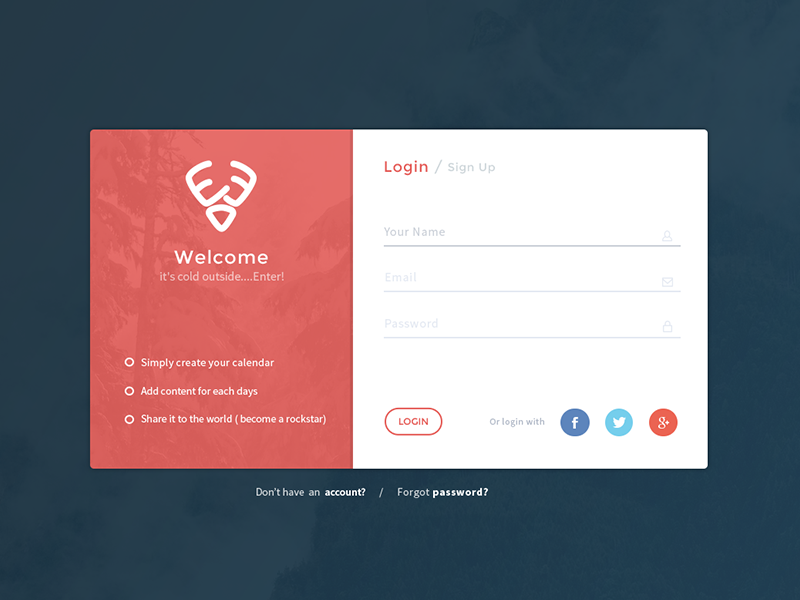 Welcome
it's cold outside....Enter!
Simply create your calendar
Add content for each days
Share it to the world ( become a rockstar)
Login / Sign Up
Your Name
Email
Password
LOGIN
Or login with
f
g+
Don't have an account? / Forgot password?